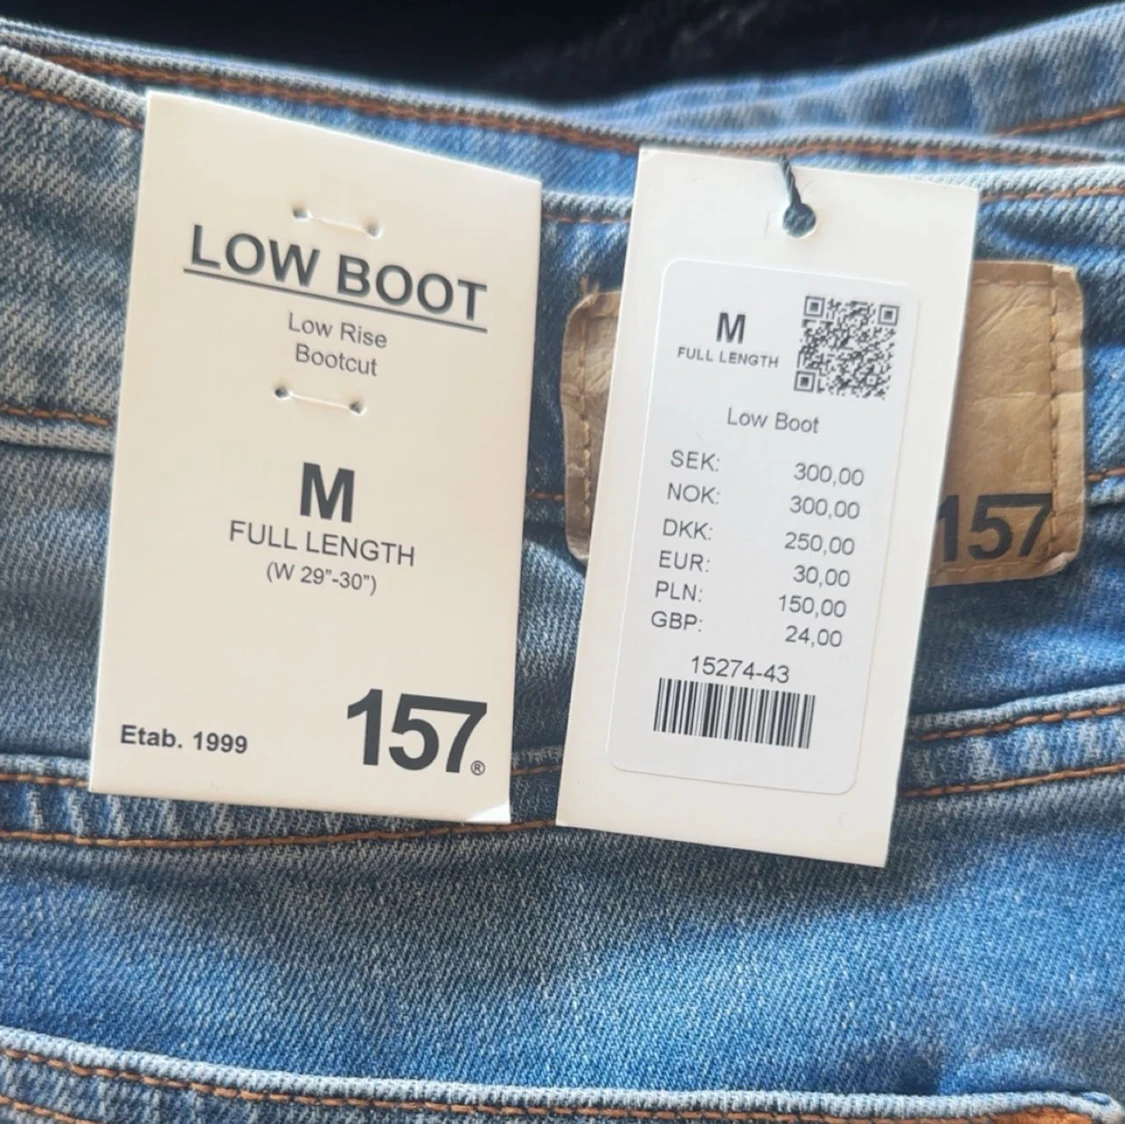 LOW BOOT
Low Rise
Bootcut
M
FULL LENGTH
(W 29”-30”)
Etab. 1999
157®
M
FULL LENGTH
Low Boot
SEK: 300,00
NOK: 300,00
DKK: 250,00
EUR: 30,00
PLN: 150,00
GBP: 24,00
15274-43
157